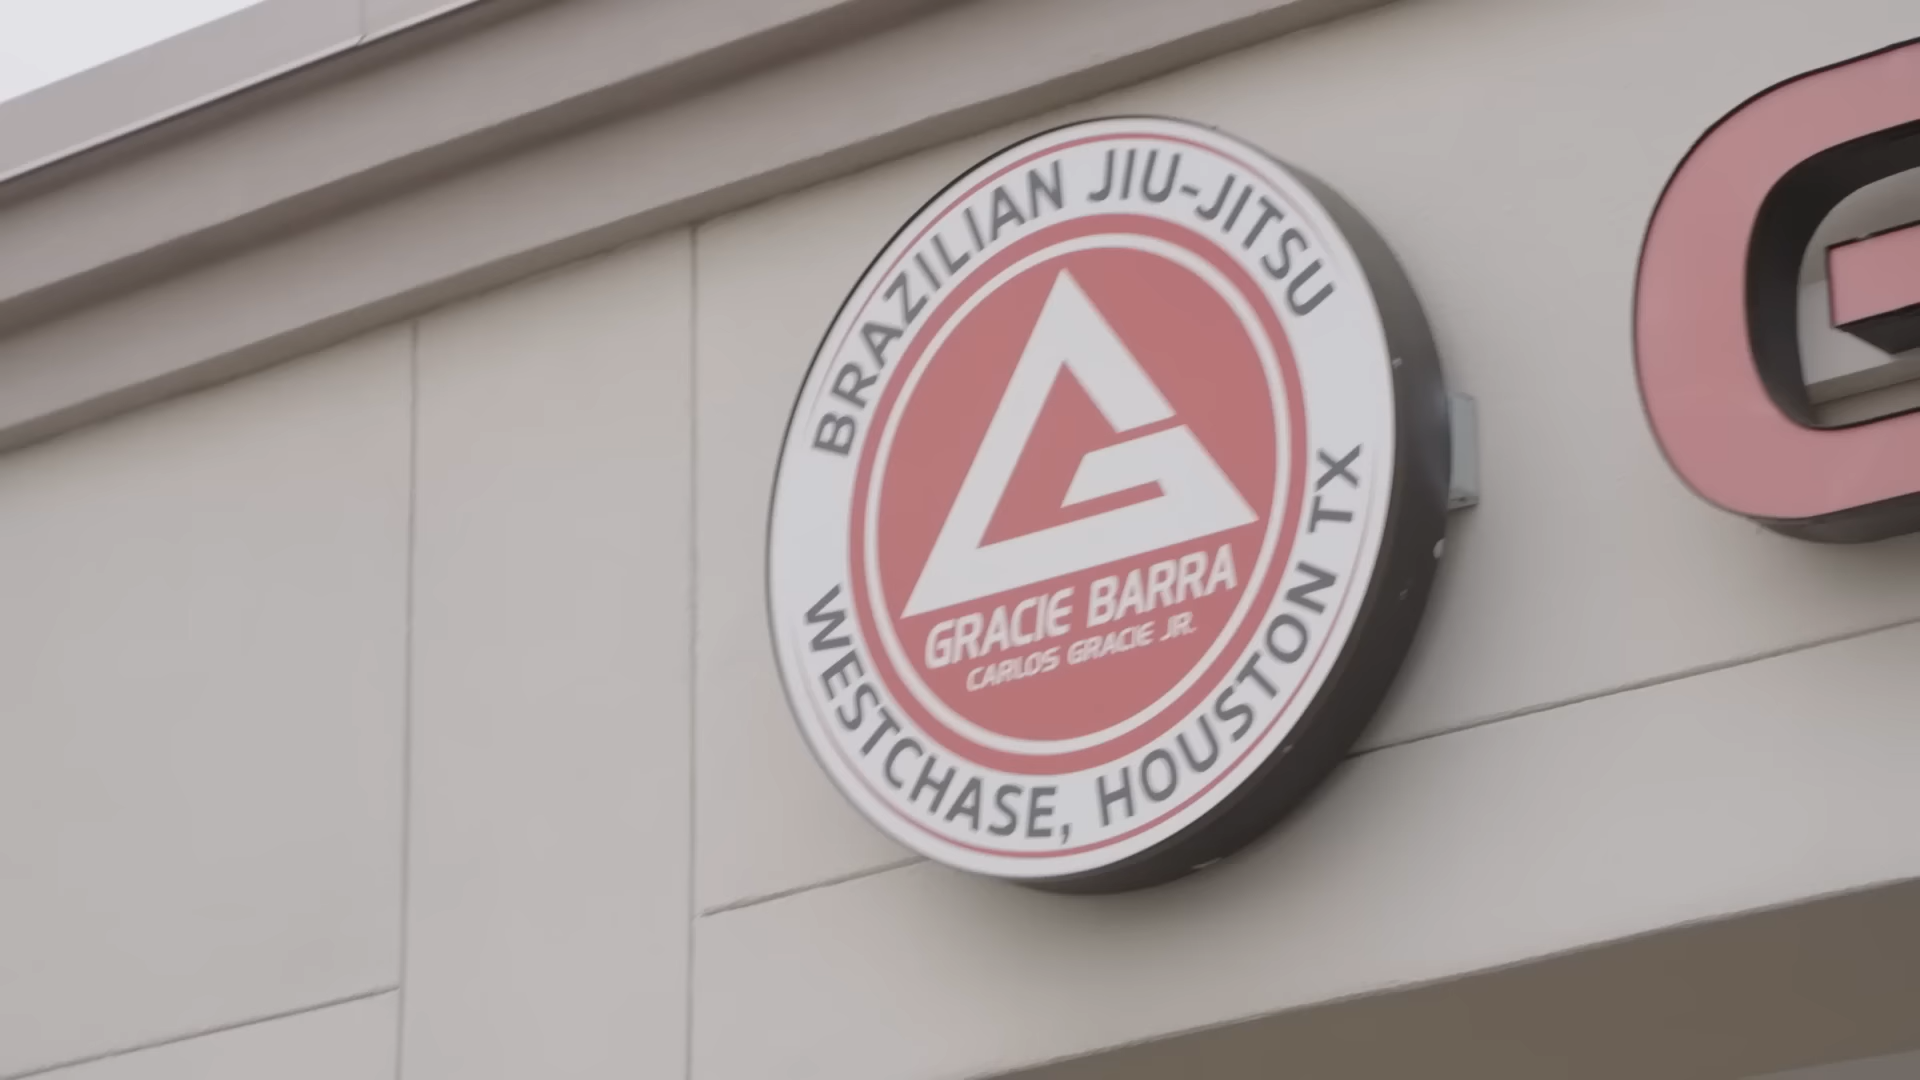 BRAZILIAN JIU-JITSU
GRACIE BARRA
CARLOS GRACIE JR.
WESTCHASE, HOUSTON TX
G